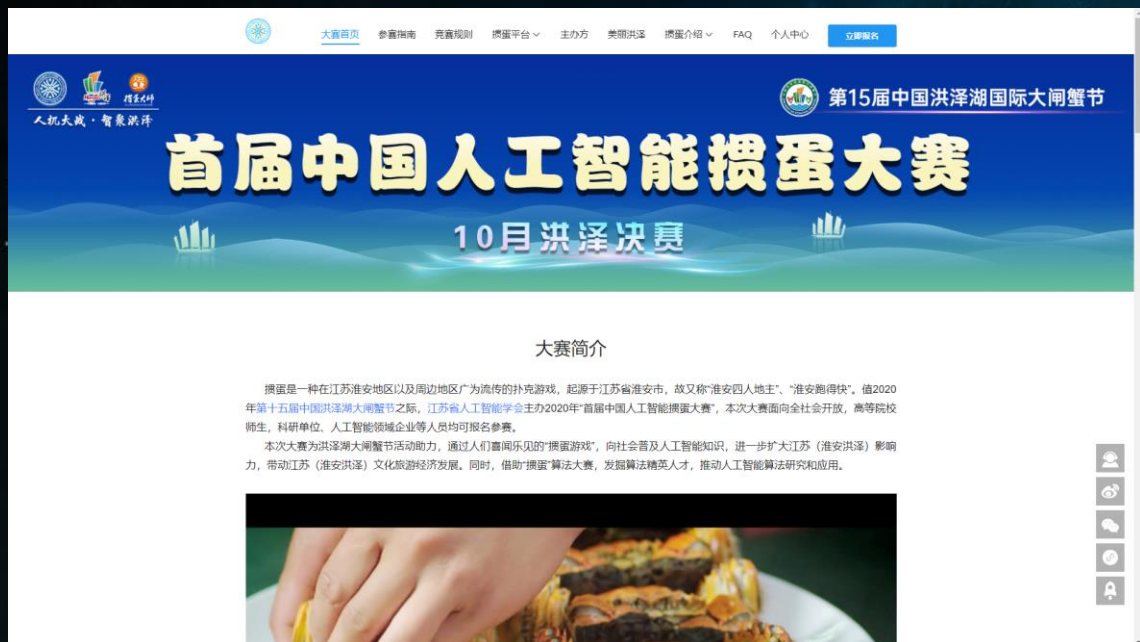 大赛首页 参赛指南 竞赛规则 掼蛋平台 主办方 美丽洪泽 掼蛋介绍 FAQ 个人中心 立即报名
掼蛋大师
人机大战·智聚洪泽
第15届中国洪泽湖国际大闸蟹节
首届中国人工智能掼蛋大赛
10月洪泽决赛
大赛简介
掼蛋是一种在江苏淮安地区以及周边地区广为流传的扑克游戏，起源于江苏省淮安市，故又称“淮安四人地主”、“淮安跑得快”。值2020
年第十五届中国洪泽湖大闸蟹节之际，江苏省人工智能学会主办2020年“首届中国人工智能掼蛋大赛”，本次大赛面向全社会开放，高等院校
师生，科研单位、人工智能领域企业等人员均可报名参赛。
本次大赛为洪泽湖大闸蟹节活动助力，通过人们喜闻乐见的“掼蛋游戏”，向社会普及人工智能知识，进一步扩大江苏（淮安洪泽）影响
力，带动江苏（淮安洪泽）文化旅游经济发展。同时，借助“掼蛋”算法大赛，发掘算法精英人才，推动人工智能算法研究和应用。